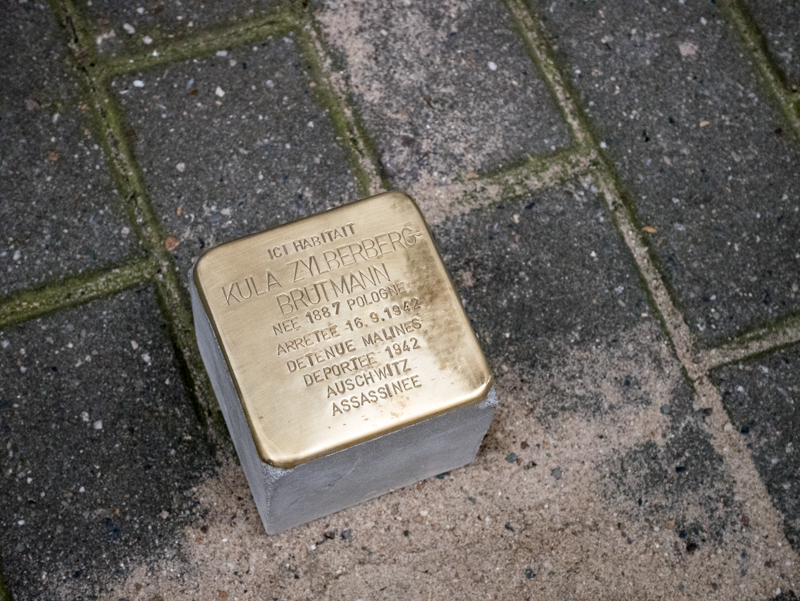 ICI HABITAIT
KULA ZYLBERBERG-
BRUTMANN
NEE 1887 POLOGNE
ARRETEE 16.9.1942
DETENUE MALINES
DEPORTEE 1942
AUSCHWITZ
ASSASSINEE